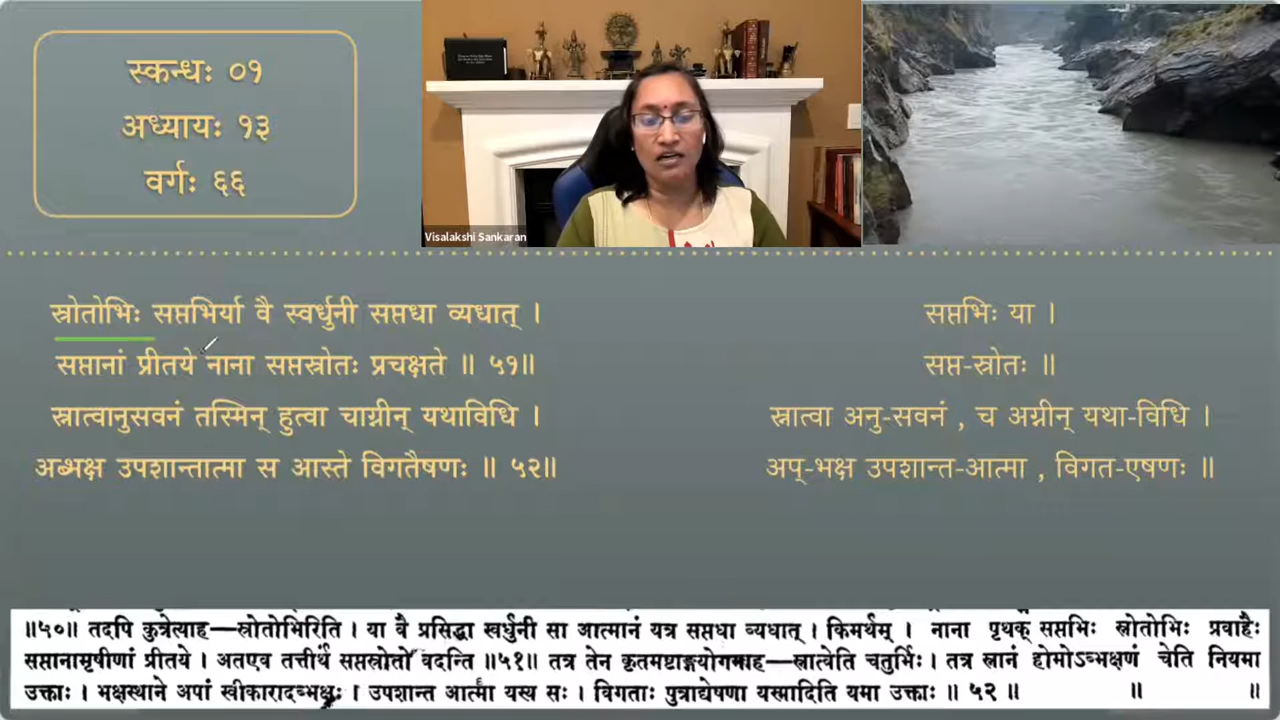 स्कन्धः ०१
अध्यायः १३
वर्गः ६६
Visalakshi Sankaran
स्रोतोभिः सप्तभिर्या वै स्वर्धुनी सप्तधा व्यधात् ।
सप्तानां प्रीतये नाना सप्तस्रोतः प्रचक्षते ॥ ५१॥
स्नात्वानुसवनं तस्मिन् हुत्वा चाग्नीन् यथाविधि ।
अब्भक्ष उपशान्तात्मा स आस्ते विगतैषणः ॥ ५२॥
सप्तभिः या ।
सप्त-स्रोतः ॥
स्नात्वा अनु-सवनं , च अग्नीन् यथा-विधि ।
अप्-भक्ष उपशान्त-आत्मा , विगत-एषणः ॥
॥५०॥ तदपि कुत्रेत्याह—स्रोतोभिरिति । या वै प्रसिद्धा स्वर्धुनी सा आत्मानं यत्र सप्तधा व्यधात् । किमर्थम् । नाना पृथक् सप्तभिः स्रोतोभिः प्रवाहैः
सप्तानामृषीणां प्रीतये । अतएव तत्तीर्थं सप्तस्रोतो वदन्ति ॥५१॥ तत्र तेन कृतमष्टाङ्गयोगमाह—स्नात्वेति चतुर्भिः । तत्र स्नानं होमोऽब्भक्षणं चेति नियमा
उक्ताः । भक्षस्थाने अपां स्वीकारादब्भक्षः । उपशान्त आत्मा यस्य सः । विगताः पुत्राद्येषणा यस्मादिति यमा उक्ताः ॥ ५२ ॥ ॥ ॥